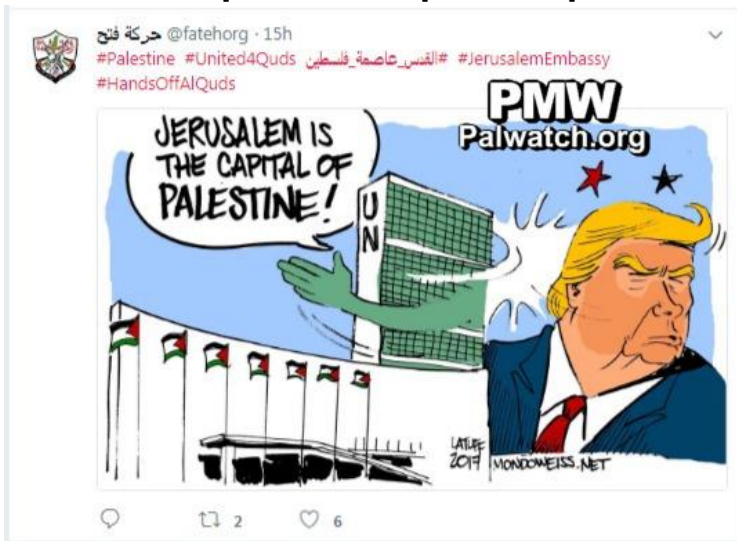 حركة فتح @fatehorg · 15h
#Palestine #United4Quds #القدس_عاصمة_فلسطين #JerusalemEmbassy
#HandsOffAlQuds
PMW
Palwatch.org
JERUSALEM IS
THE CAPITAL OF
PALESTINE!
UN
LATUFF
2017
MONDOWEISS.NET
2
6